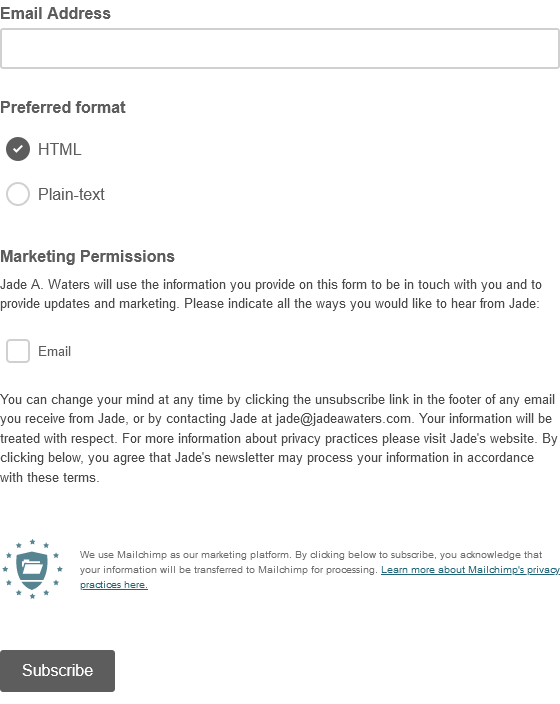 Email Address
Preferred format
HTML
Plain-text
Marketing Permissions
Jade A. Waters will use the information you provide on this form to be in touch with you and to
provide updates and marketing. Please indicate all the ways you would like to hear from Jade:
Email
You can change your mind at any time by clicking the unsubscribe link in the footer of any email
you receive from Jade, or by contacting Jade at jade@jadeawaters.com. Your information will be
treated with respect. For more information about privacy practices please visit Jade's website. By
clicking below, you agree that Jade's newsletter may process your information in accordance
with these terms.
We use Mailchimp as our marketing platform. By clicking below to subscribe, you acknowledge that
your information will be transferred to Mailchimp for processing. Learn more about Mailchimp's privacy
practices here.
Subscribe